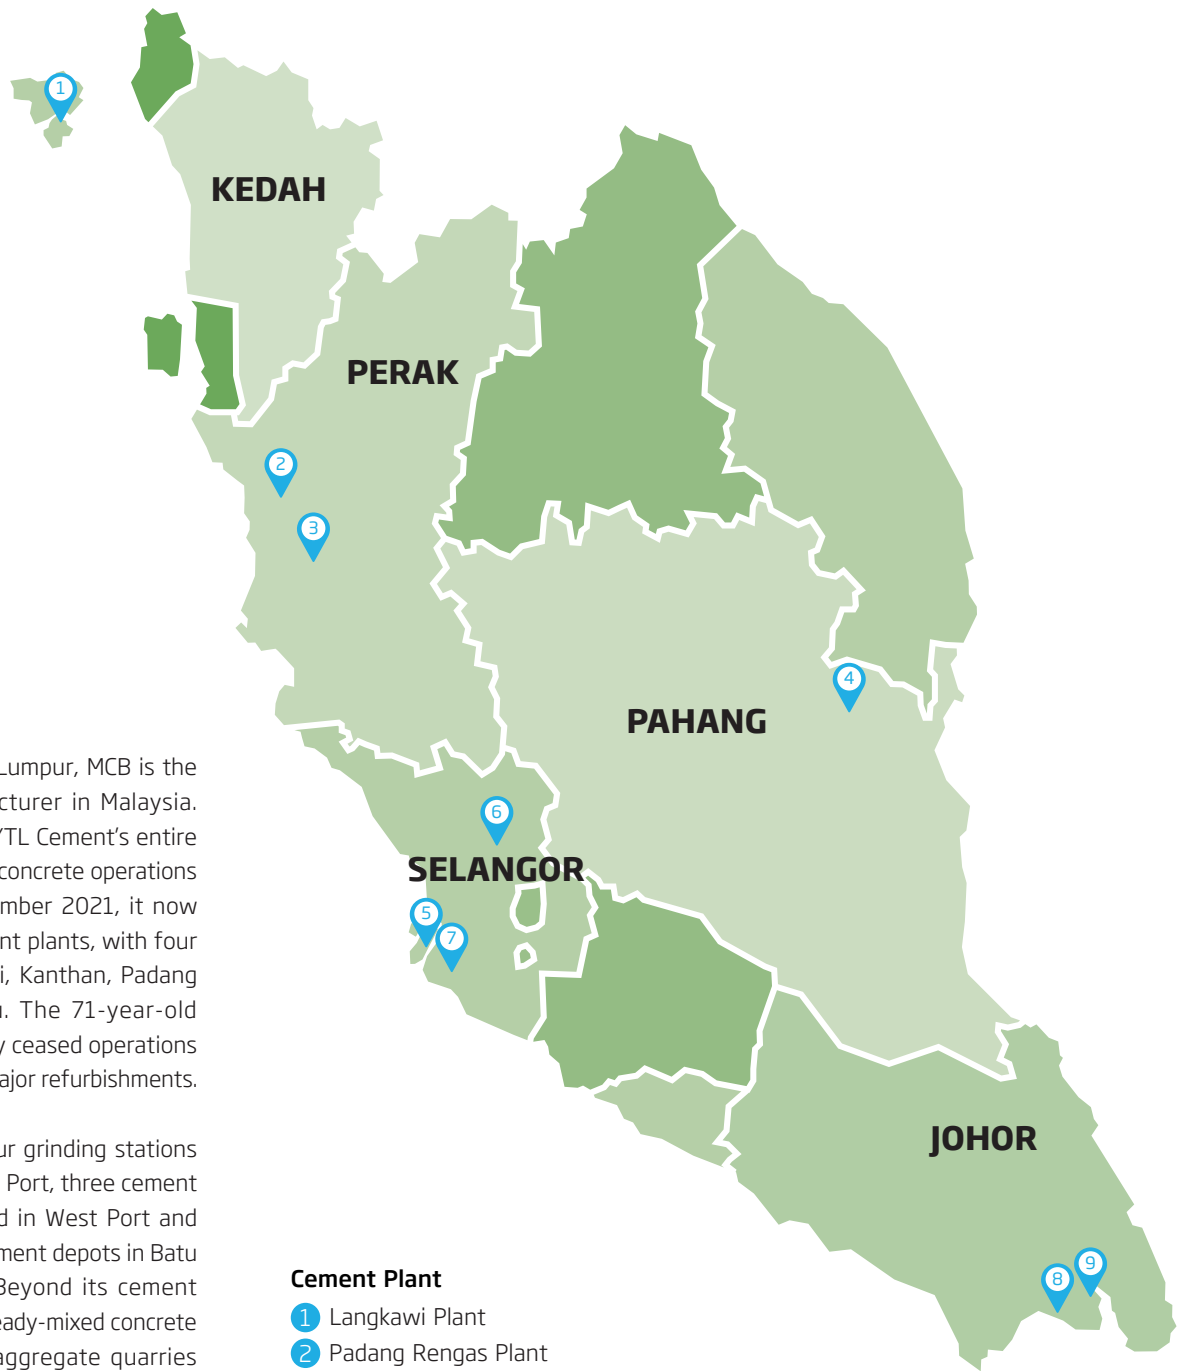 1
KEDAH
PERAK
2
3
4
PAHANG
6
SELANGOR
5
7
JOHOR
9
8
Lumpur, MCB is the
cturer in Malaysia.
YTL Cement's entire
concrete operations
mber 2021, it now
nt plants, with four
i, Kanthan, Padang
. The 71-year-old
y ceased operations
ajor refurbishments.
ur grinding stations
Port, three cement
d in West Port and
ment depots in Batu
Beyond its cement
eady-mixed concrete
aggregate quarries
Cement Plant
1 Langkawi Plant
2 Padang Rengas Plant